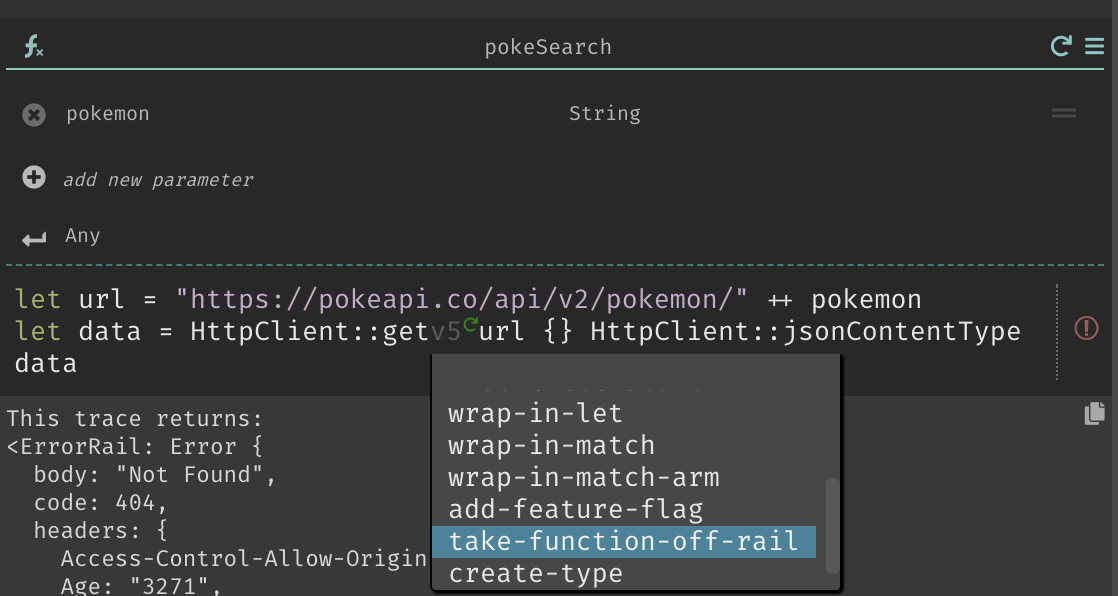 fx
pokeSearch
pokemon String
add new parameter
Any
let url = "https://pokeapi.co/api/v2/pokemon/" ++ pokemon
let data = HttpClient::getv5 url {} HttpClient::jsonContentType
data
This trace returns:
<ErrorRail: Error {
body: "Not Found",
code: 404,
headers: {
Access-Control-Allow-Origin
Age: "3271",
wrap-in-let
wrap-in-match
wrap-in-match-arm
add-feature-flag
take-function-off-rail
create-type